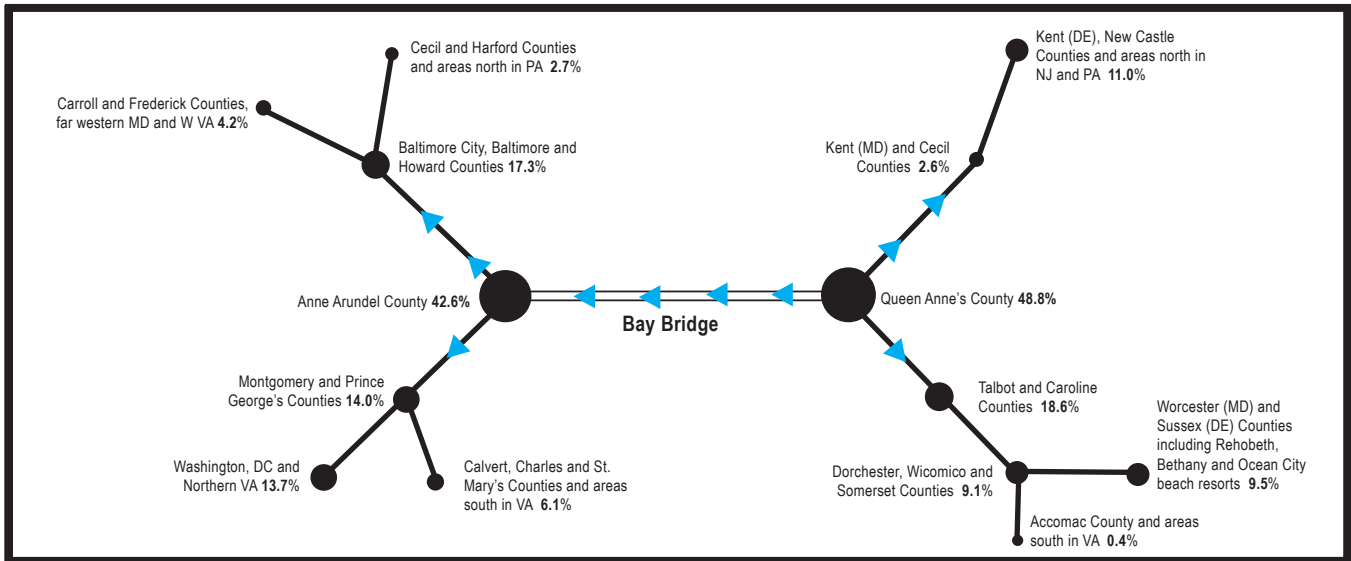 Cecil and Harford Counties
and areas north in PA 2.7%
Carroll and Frederick Counties,
far western MD and W VA 4.2%
Baltimore City, Baltimore and
Howard Counties 17.3%
Anne Arundel County 42.6%
Montgomery and Prince
George's Counties 14.0%
Washington, DC and
Northern VA 13.7%
Calvert, Charles and St.
Mary's Counties and areas
south in VA 6.1%
Bay Bridge
Kent (DE), New Castle
Counties and areas north in
NJ and PA 11.0%
Kent (MD) and Cecil
Counties 2.6%
Queen Anne's County 48.8%
Talbot and Caroline
Counties 18.6%
Dorchester, Wicomico and
Somerset Counties 9.1%
Worcester (MD) and
Sussex (DE) Counties
including Rehobeth,
Bethany and Ocean City
beach resorts 9.5%
Accomac County and areas
south in VA 0.4%